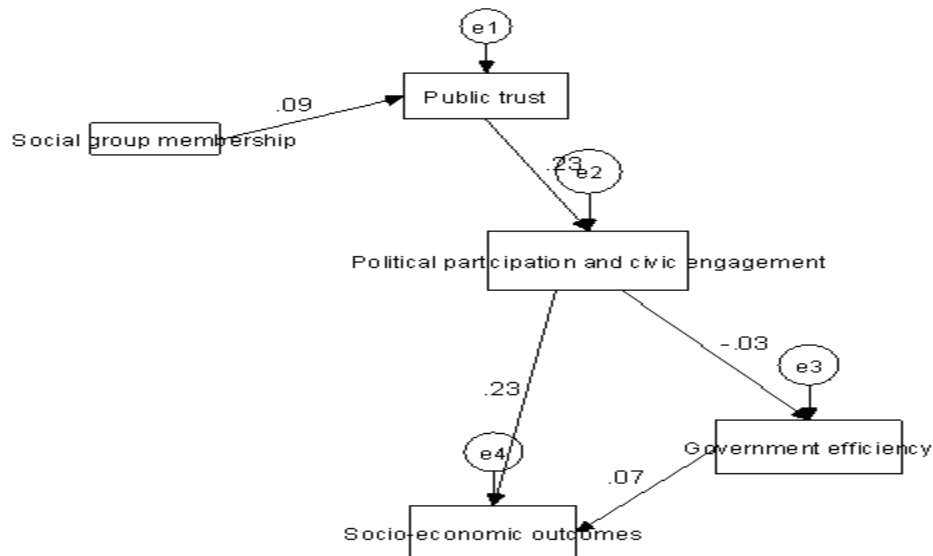 e1
Public trust
.09
Social group membership
.23
e2
Political participation and civic engagement
-.03
e3
.23
Government efficiency
e4
.07
Socio-economic outcomes